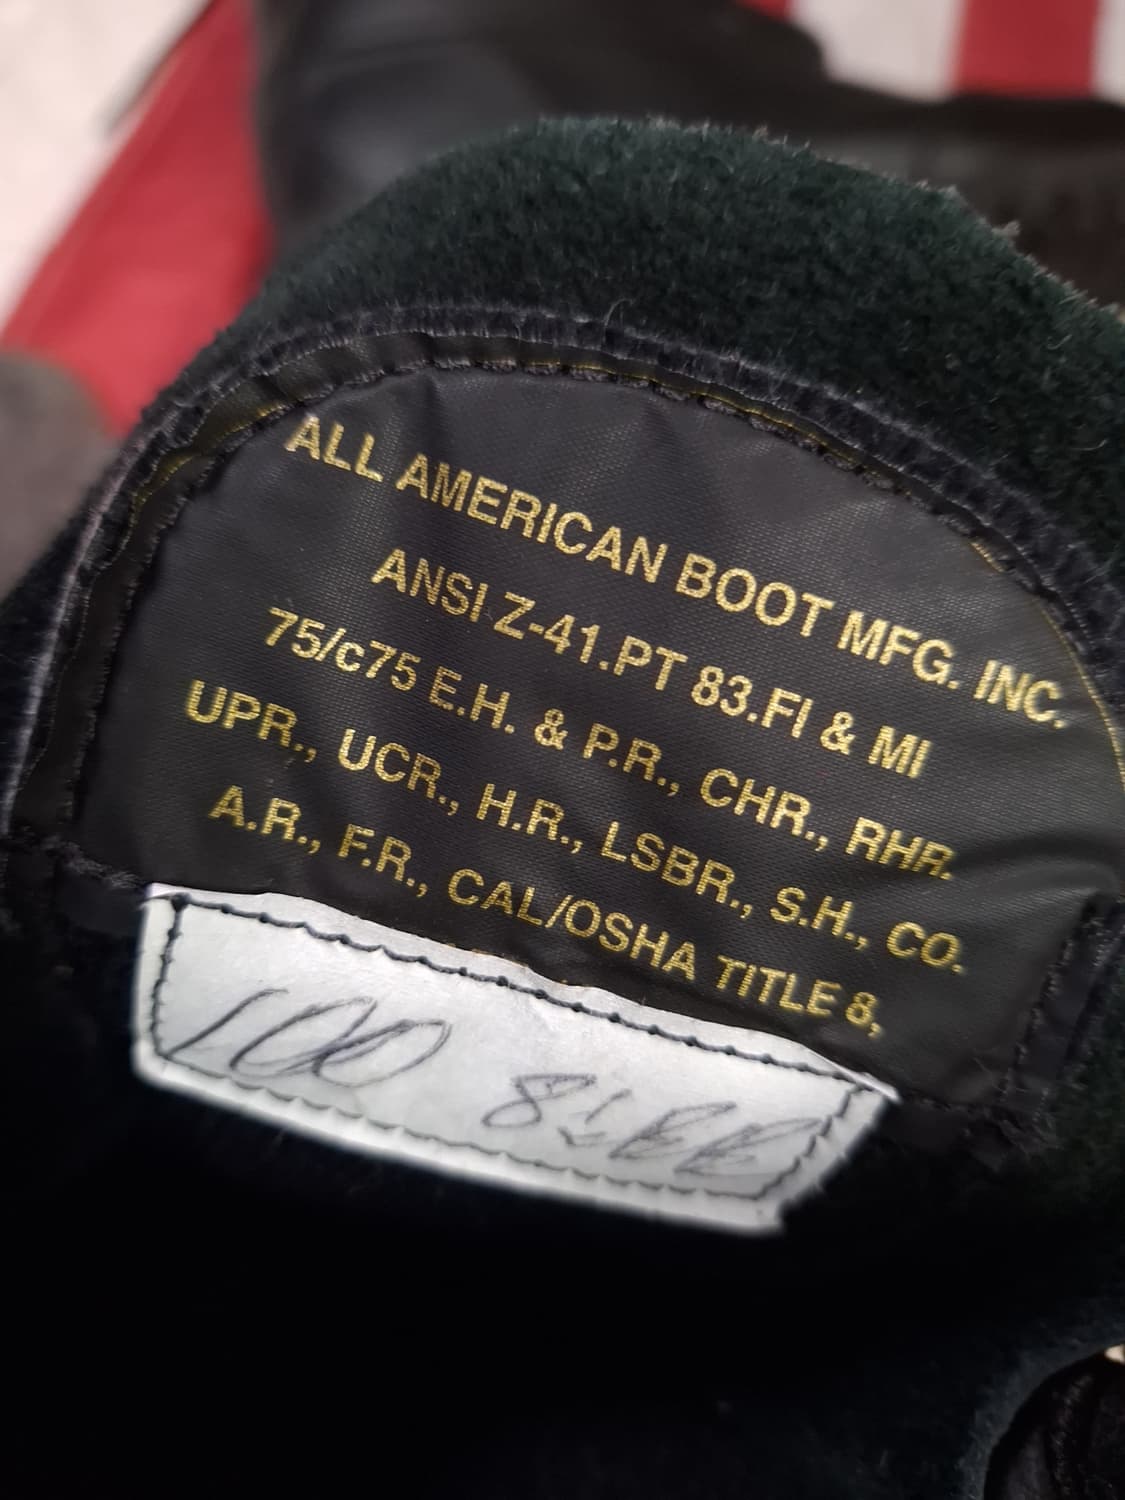 ALL AMERICAN BOOT MFG. INC.
ANSI Z-41.PT 83.FI & MI
75/c75 E.H. & P.R., CHR., RHR.
UPR., UCR., H.R., LSBR., S.H., CO.
A.R., F.R., CAL/OSHA TITLE 8,
100 8½